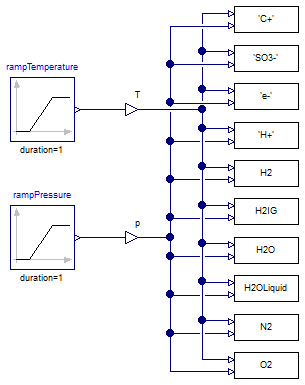 rampTemperature
duration=1
T
rampPressure
duration=1
p
'C+'
'SO3-'
'e-'
'H+'
H2
H2IG
H2O
H2OLiquid
N2
O2